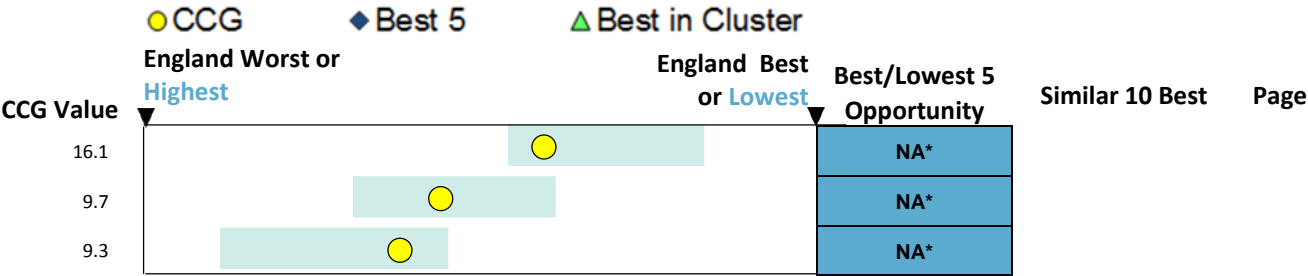 CCG Best 5 Best in Cluster
England Worst or
Highest
England Best
or Lowest
Best/Lowest 5
Opportunity
CCG Value
Similar 10 Best
Page
16.1 NA*
9.7 NA*
9.3 NA*